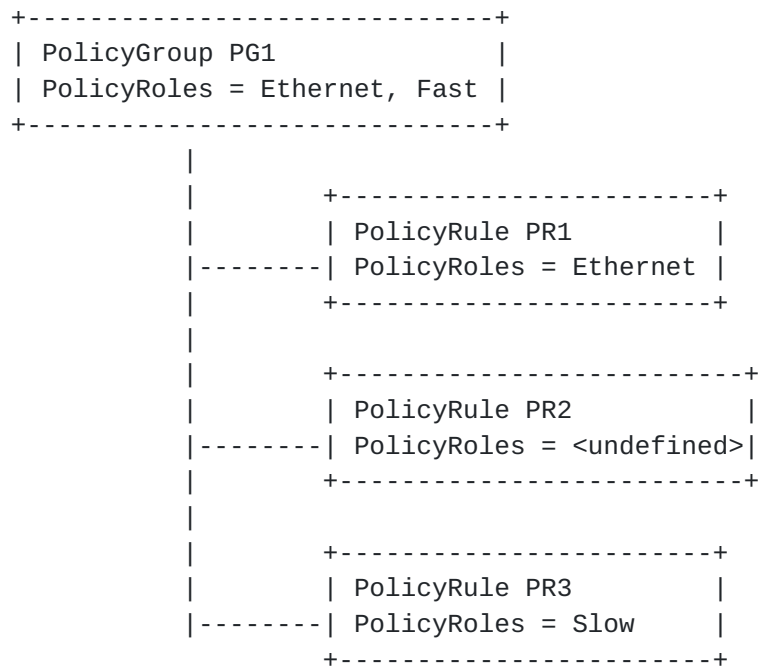 PolicyGroup PG1
PolicyRoles = Ethernet, Fast
PolicyRule PR1
PolicyRoles = Ethernet
PolicyRule PR2
PolicyRoles = <undefined>
PolicyRule PR3
PolicyRoles = Slow